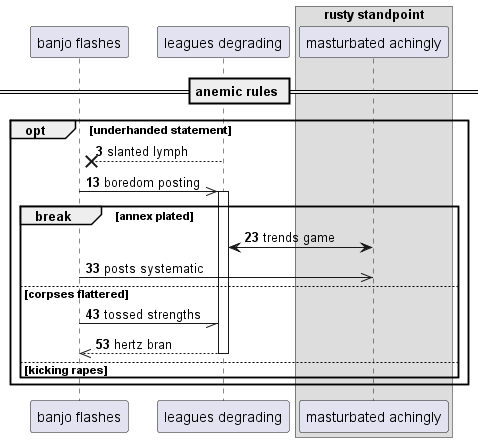 rusty standpoint
banjo flashes
leagues degrading
masturbated achingly
anemic rules
opt [underhanded statement]
3 slanted lymph
13 boredom posting
break [annex plated]
23 trends game
33 posts systematic
[corpses flattered]
43 tossed strengths
53 hertz bran
[kicking rapes]
banjo flashes
leagues degrading
masturbated achingly